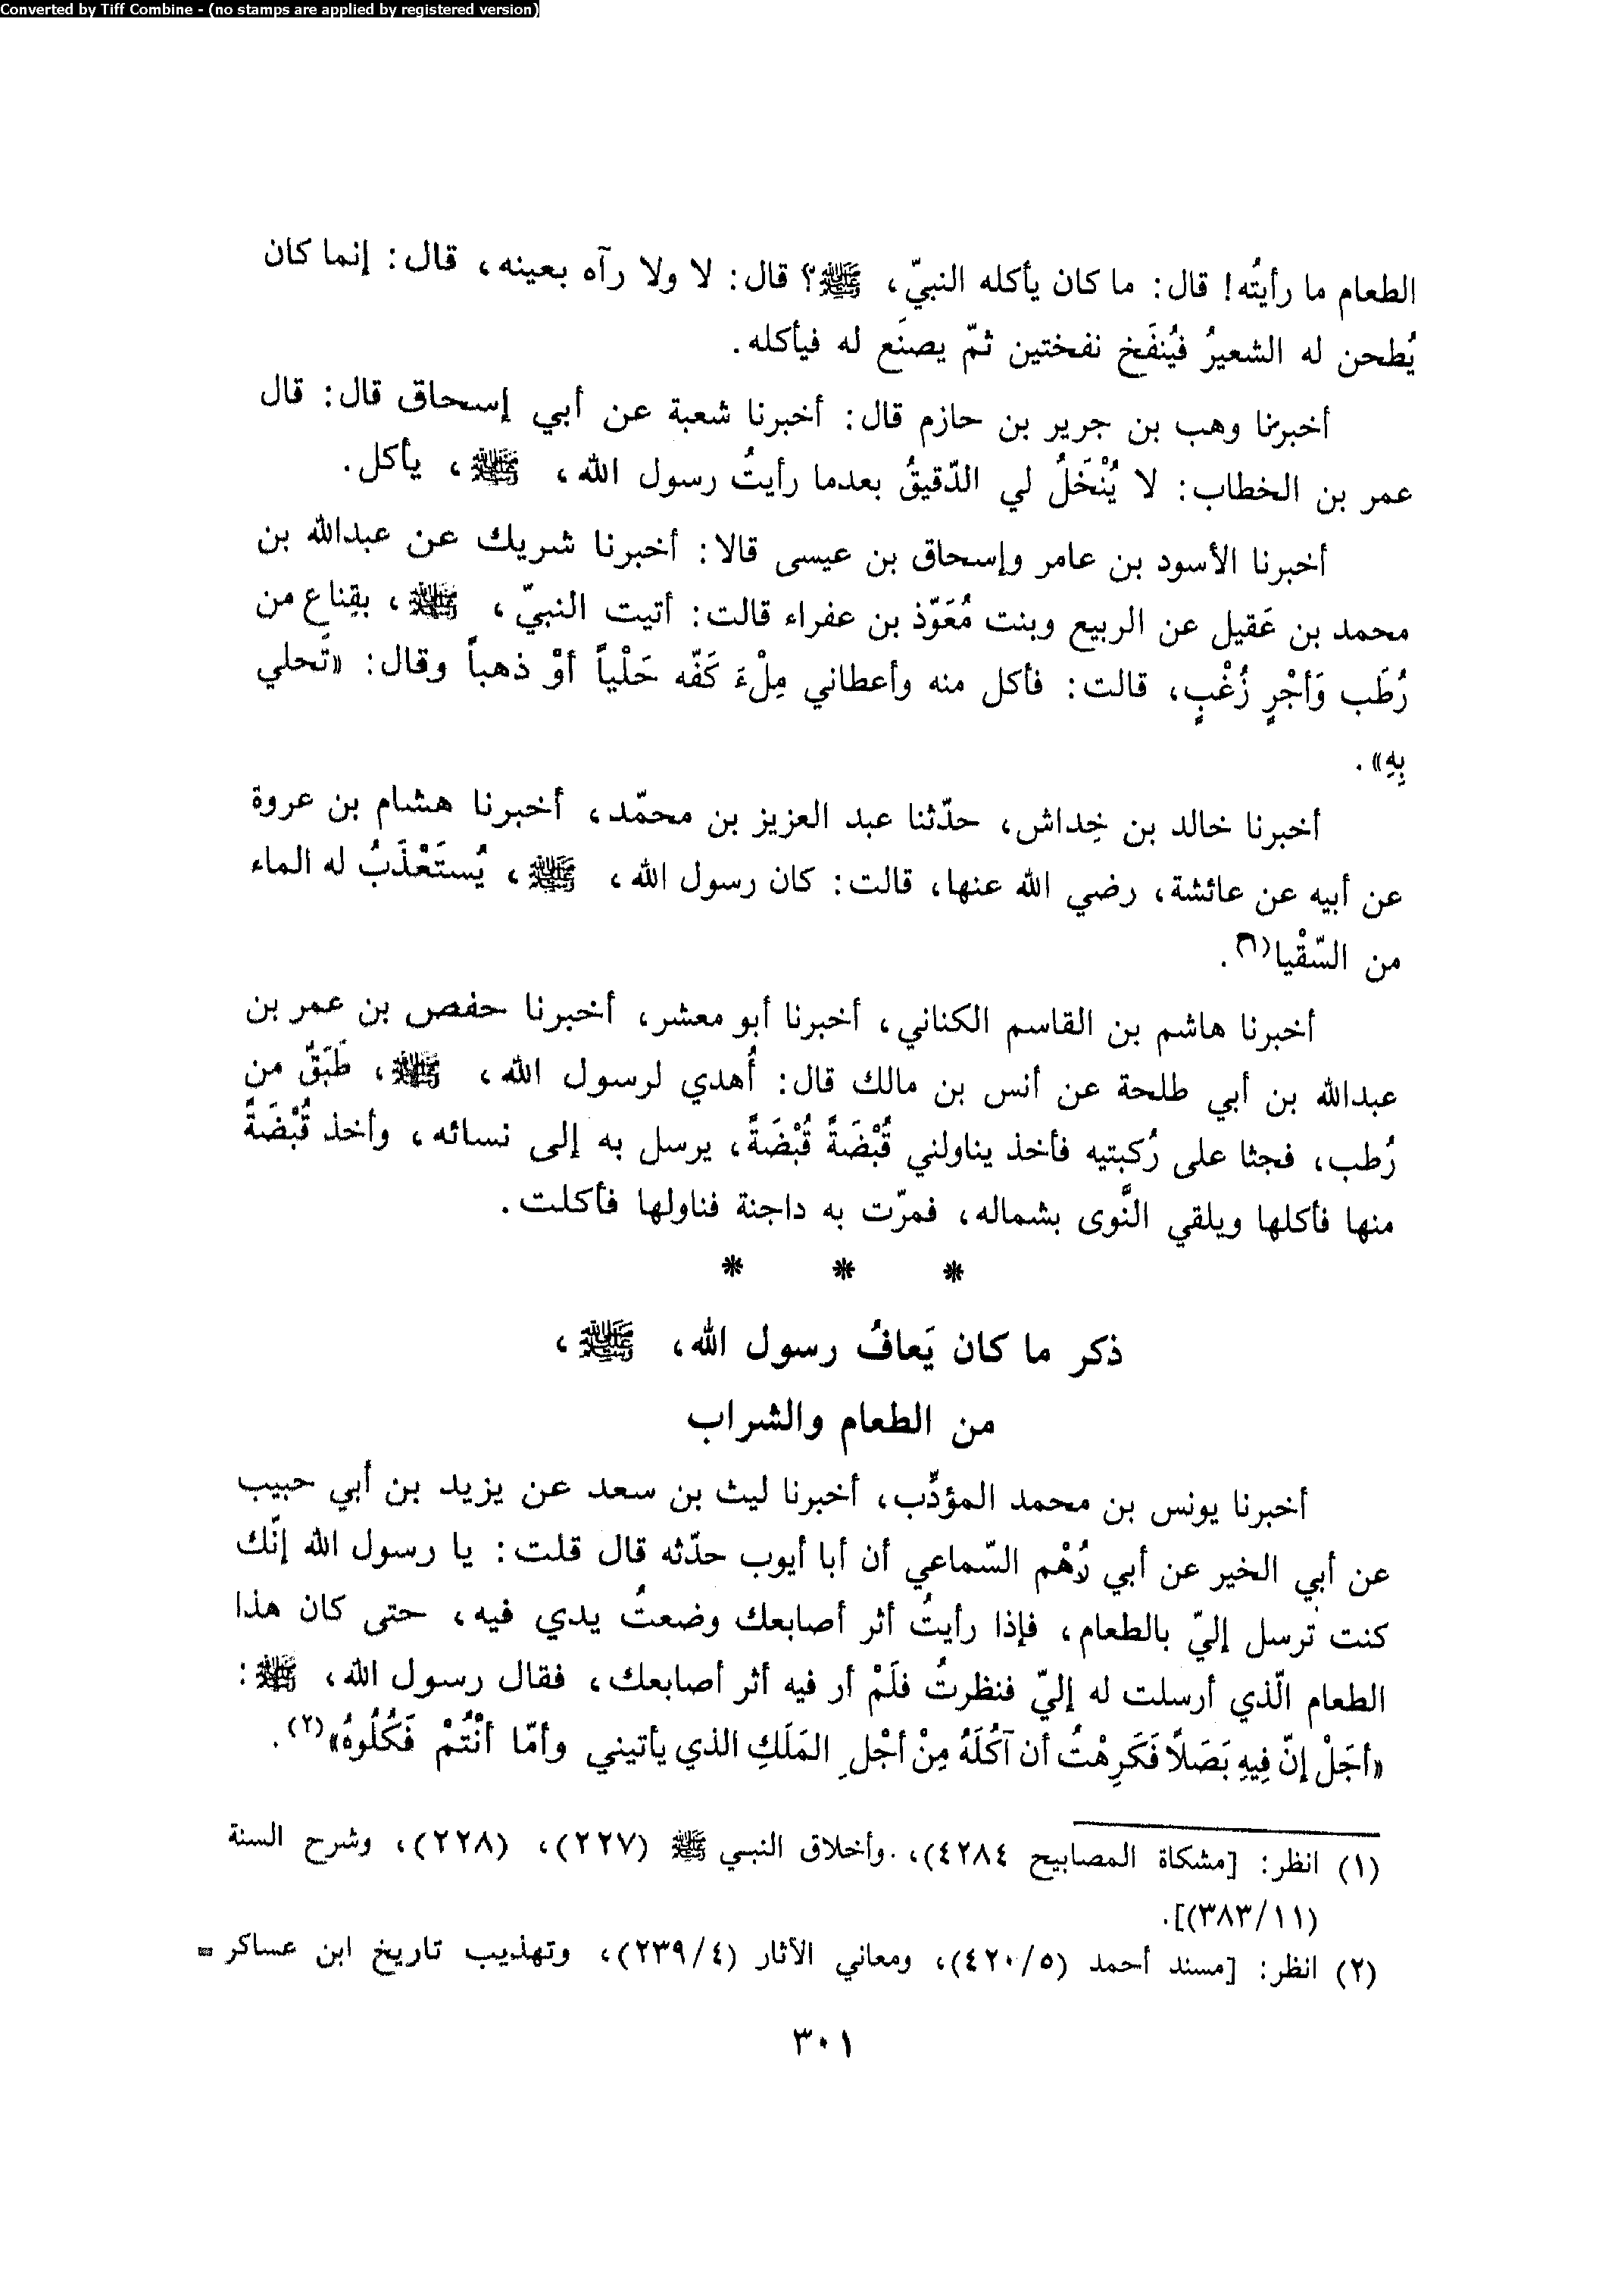 Converted by Tiff Combine - (no stamps are applied by registered version)
الطعام ما رأيتُه! قال: ما كان يأكله النبيّ، ﷺ؟ قال: لا ولا رآه بعينه، قال: إنما كان
يُطحن له الشعيرُ فيُنفَخ نفختين ثمّ يصنَع له فيأكله.
أخبرنا وهب بن جرير بن حازم قال: أخبرنا شعبة عن أبي إسحاق قال: قال
عمر بن الخطاب: لا يُنْخَلُ لي الدّقيقُ بعدما رأيتُ رسول الله، ﷺ، يأكل.
أخبرنا الأسود بن عامر وإسحاق بن عيسى قالا: أخبرنا شريك عن عبدالله بن
محمد بن عَقيل عن الربيع وبنت مُعَوّذ بن عفراء قالت: أتيت النبيّ، ﷺ، بقِناع من
رُطَب وَأجْرٍ زُغْبٍ، قالت: فأكل منه وأعطاني مِلْءَ كَفّه حَلْياً أوْ ذهباً وقال: «تَحلي
بِهِ».
أخبرنا خالد بن خِداش، حدّثنا عبد العزيز بن محمّد، أخبرنا هشام بن عروة
عن أبيه عن عائشة، رضي الله عنها، قالت: كان رسول الله، ﷺ، يُستَعْذَبُ له الماء
من السّقْيا(١).
أخبرنا هاشم بن القاسم الكناني، أخبرنا أبو معشر، أخبرنا حفص بن عمر بن
عبدالله بن أبي طلحة عن أنس بن مالك قال: أُهدي لرسول الله، ﷺ، طَبَقٌ من
رُطب، فجثا على رُكبتيه فأخذ يناولني قُبْضَةً قُبْضَةً، يرسل به إلى نسائه، وأخذ قُبْضَةً
منها فأكلها ويلقي النَّوى بشماله، فمرّت به داجنة فناولها فأكلت.
* * *
ذكر ما كان يَعافُ رسول الله، ﷺ،
من الطعام والشراب
أخبرنا يونس بن محمد المؤدِّب، أخبرنا ليث بن سعد عن يزيد بن أبي حبيب
عن أبي الخير عن أبي رُهْم السّماعي أن أبا أيوب حدّثه قال قلت: يا رسول الله إنّك
كنت ترسل إليّ بالطعام، فإذا رأيتُ أثر أصابعك وضعتُ يدي فيه، حتى كان هذا
الطعام الّذي أرسلت له إليّ فنظرتُ فلَمْ أر فيه أثر أصابعك، فقال رسول الله، ﷺ:
«أجَلْ إنّ فِيهِ بَصَلاً فَكَرِهْتُ أن آكُلَهُ مِنْ أجْلِ المَلَكِ الذي يأتيني وأمّا أنْتُمْ فَكُلُوهُ»(٢).
(١) انظر: [مشكاة المصابيح ٤٢٨٤)، وأخلاق النبي ﷺ (٢٢٧)، (٢٢٨)، وشرح السنة
(٣٨٣/١١)].
(٢) انظر: [مسند أحمد (٤٢٠/٥)، ومعاني الآثار (٢٣٩/٤)، وتهذيب تاريخ ابن عساكر =
٣٠١